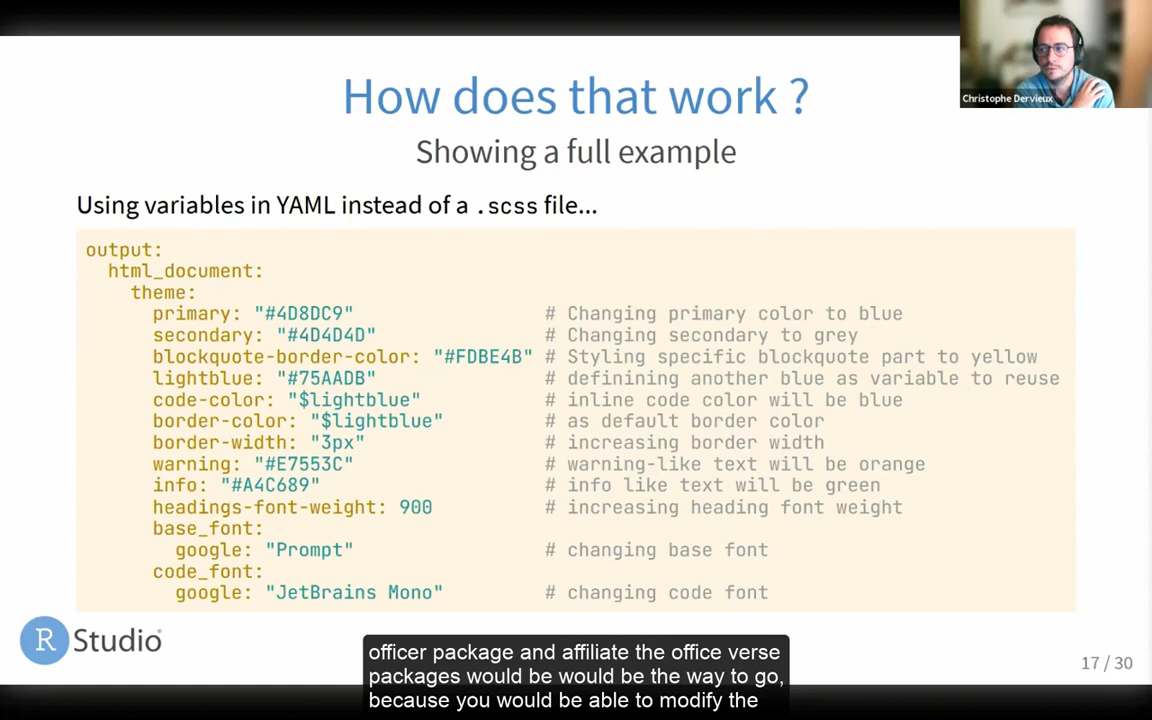 How does that work ?
Christophe Dervieux
Showing a full example
Using variables in YAML instead of a .scss file...
output:
html_document:
theme:
primary: "#4D8DC9" # Changing primary color to blue
secondary: "#4D4D4D" # Changing secondary to grey
blockquote-border-color: "#FDBE4B" # Styling specific blockquote part to yellow
lightblue: "#75AADB" # definining another blue as variable to reuse
code-color: "$lightblue" # inline code color will be blue
border-color: "$lightblue" # as default border color
border-width: "3px" # increasing border width
warning: "#E7553C" # warning-like text will be orange
info: "#A4C689" # info like text will be green
headings-font-weight: 900 # increasing heading font weight
base_font:
google: "Prompt" # changing base font
code_font:
google: "JetBrains Mono" # changing code font
R Studio
officer package and affiliate the office verse
packages would be would be the way to go,
because you would be able to modify the
17 / 30